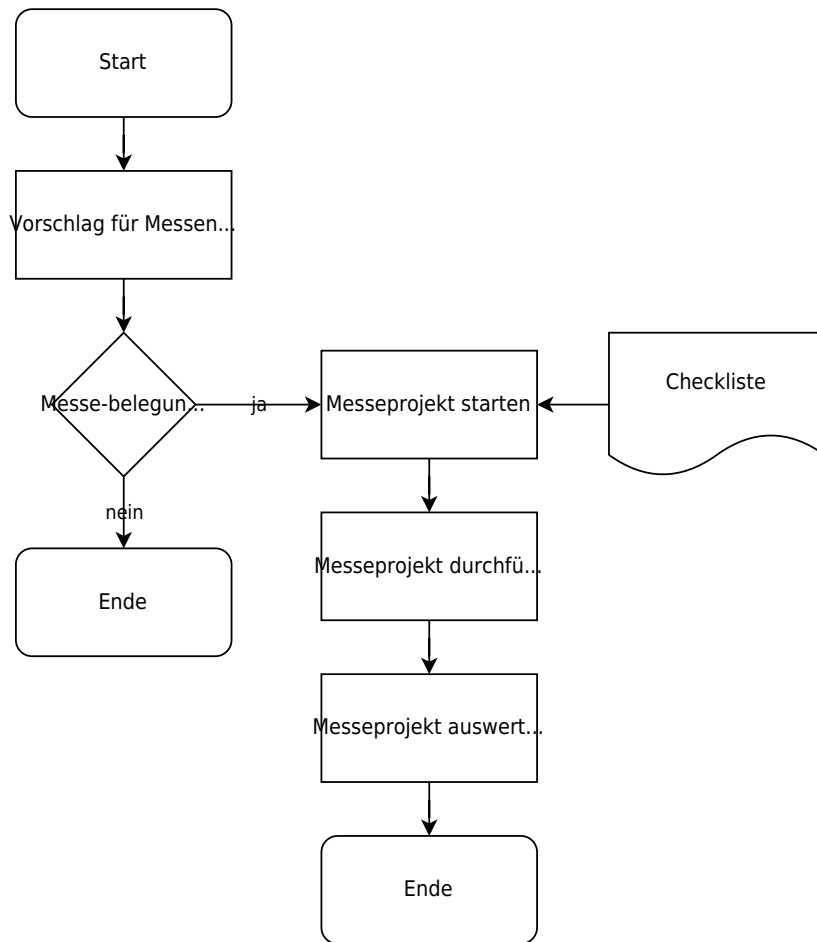 Start
Vorschlag für Messen...
Messe-belegun...
ja
Messeprojekt starten
Checkliste
nein
Messeprojekt durchfü...
Ende
Messeprojekt auswert...
Ende